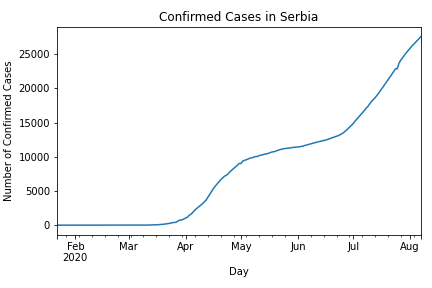 Confirmed Cases in Serbia
Number of Confirmed Cases
25000
20000
15000
10000
5000
0
Feb Mar Apr May Jun Jul Aug
2020
Day